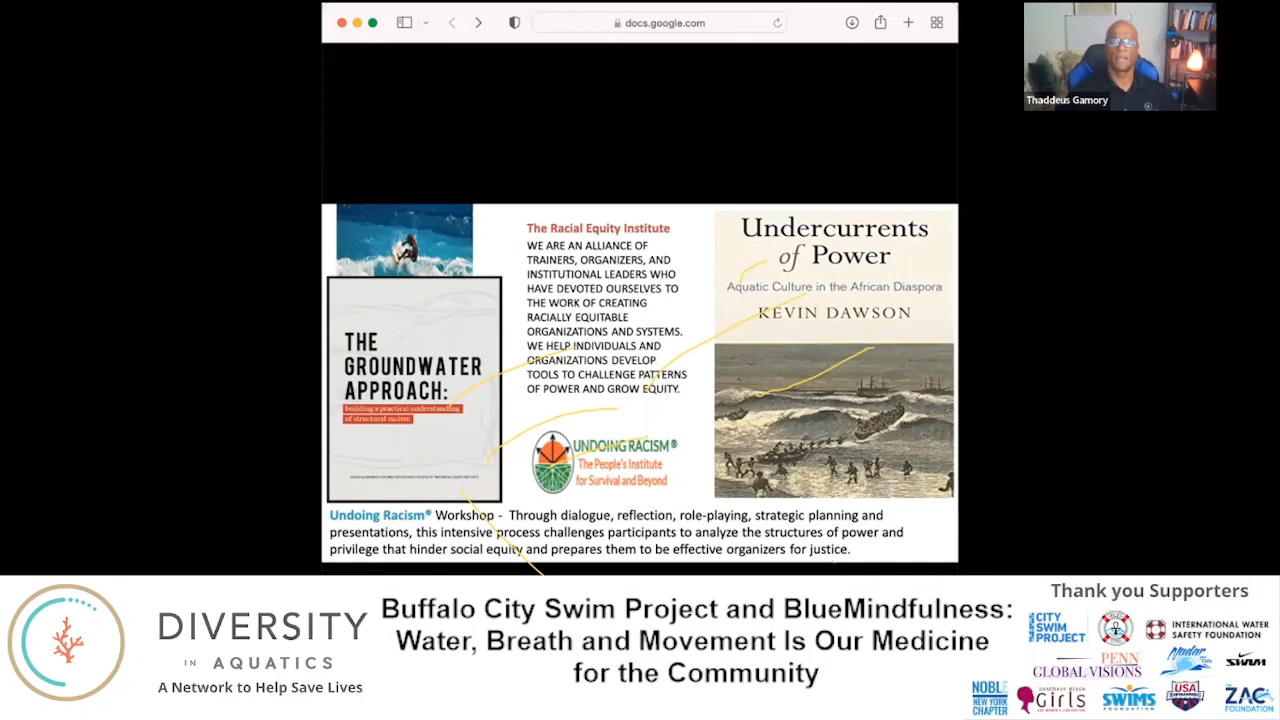 docs.google.com
Thaddeus Gamory
The Racial Equity Institute
WE ARE AN ALLIANCE OF
TRAINERS, ORGANIZERS, AND
INSTITUTIONAL LEADERS WHO
HAVE DEVOTED OURSELVES TO
THE WORK OF CREATING
RACIALLY EQUITABLE
ORGANIZATIONS AND SYSTEMS.
WE HELP INDIVIDUALS AND
ORGANIZATIONS DEVELOP
TOOLS TO CHALLENGE PATTERNS
OF POWER AND GROW EQUITY.
THE
GROUNDWATER
APPROACH:
building a practical understanding
of structural racism
UNDOING RACISM®
The People's Institute
for Survival and Beyond
Undercurrents
of Power
Aquatic Culture in the African Diaspora
KEVIN DAWSON
Undoing Racism® Workshop - Through dialogue, reflection, role-playing, strategic planning and
presentations, this intensive process challenges participants to analyze the structures of power and
privilege that hinder social equity and prepares them to be effective organizers for justice.
DIVERSITY
IN AQUATICS
A Network to Help Save Lives
Buffalo City Swim Project and BlueMindfulness:
Water, Breath and Movement Is Our Medicine
for the Community
Thank you Supporters
CITY
SWIM
PROJECT
INTERNATIONAL WATER
SAFETY FOUNDATION
PENN
GLOBAL VISIONS
SWIM
NOBLE
NEW YORK
CHAPTER
Southern Black
Girls
SWIMS
FOUNDATION
USA
SWIMMING
THE
ZAC
FOUNDATION